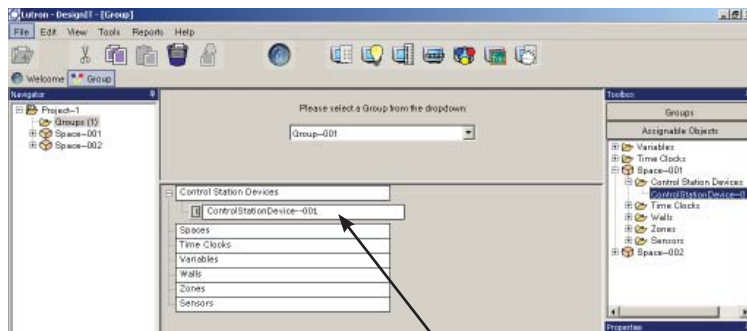 Lutron - DesignIT - [Group]
File Edit View Tools Reports Help
Welcome Group
Navigator
Project-1
Groups (1)
Space-001
Space-002
Please select a Group from the dropdown:
Group-001
Control Station Devices
ControlStationDevice--001
Spaces
Time Clocks
Variables
Walls
Zones
Sensors
Toolbox
Groups
Assignable Objects
Variables
Time Clocks
Space-001
Control Station Devices
ControlStationDevice--0
Time Clocks
Walls
Zones
Sensors
Space-002
Properties